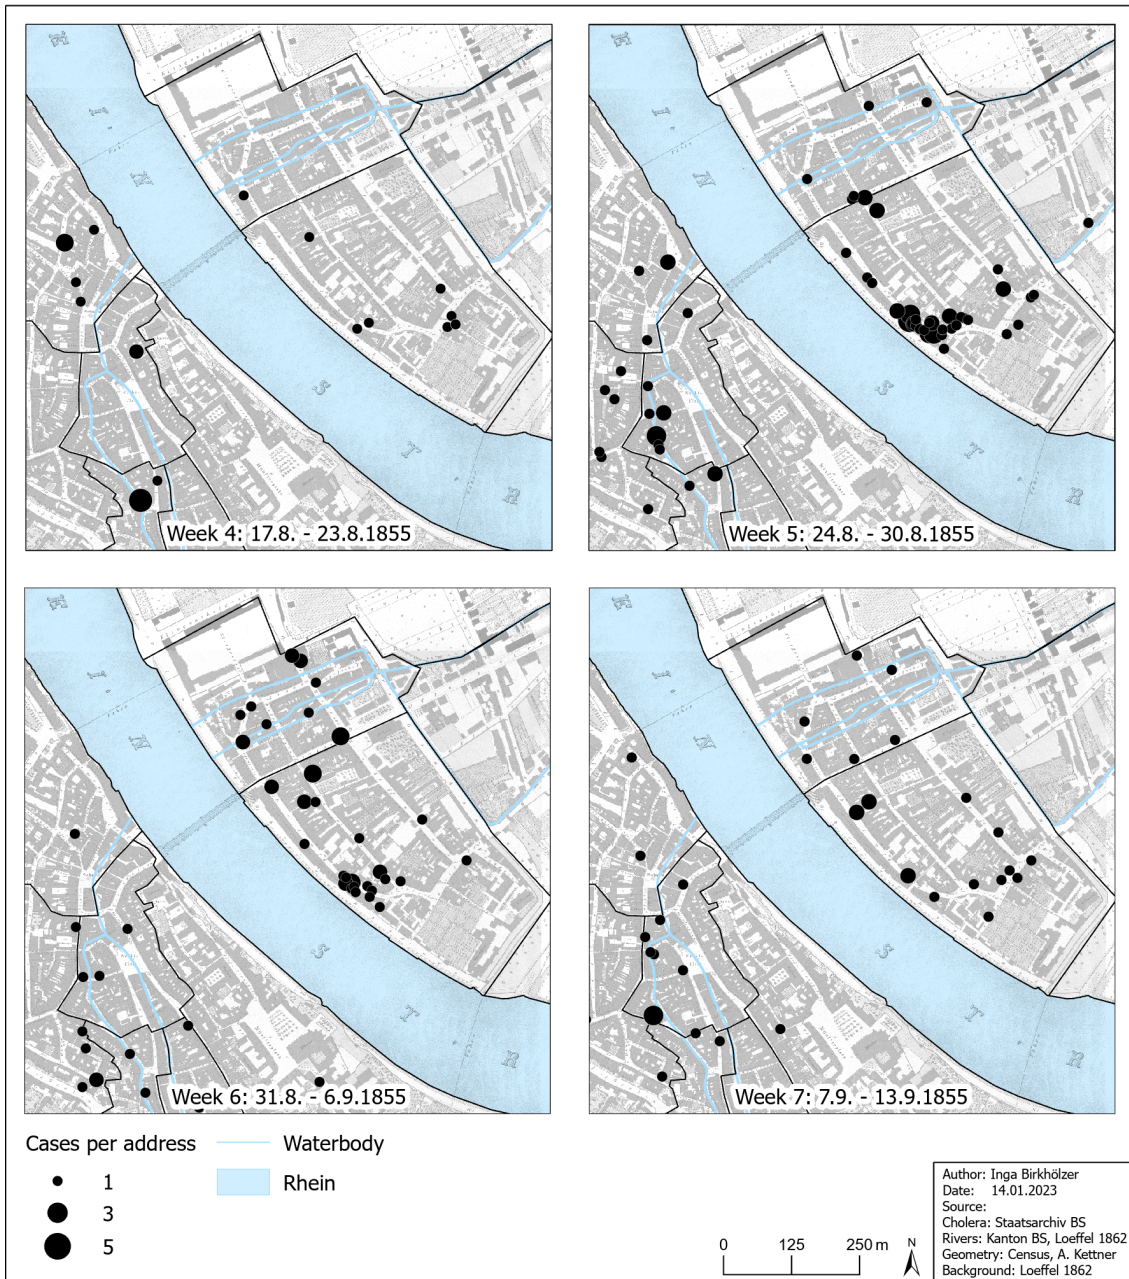 Week 4: 17.8. - 23.8.1855
Week 5: 24.8. - 30.8.1855
Week 6: 31.8. - 6.9.1855
Week 7: 7.9. - 13.9.1855
Cases per address
1
3
5
Waterbody
Rhein
0 125 250 m
N
Author: Inga Birkhölzer
Date: 14.01.2023
Source:
Cholera: Staatsarchiv BS
Rivers: Kanton BS, Loeffel 1862
Geometry: Census, A. Kettner
Background: Loeffel 1862